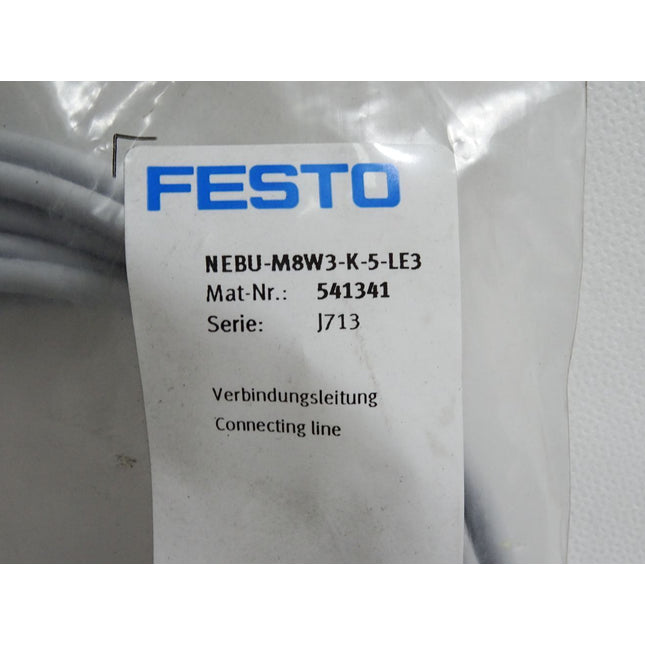 FESTO
NEBU-M8W3-K-5-LE3
Mat-Nr.: 541341
Serie: J713
Verbindungsleitung
Connecting line